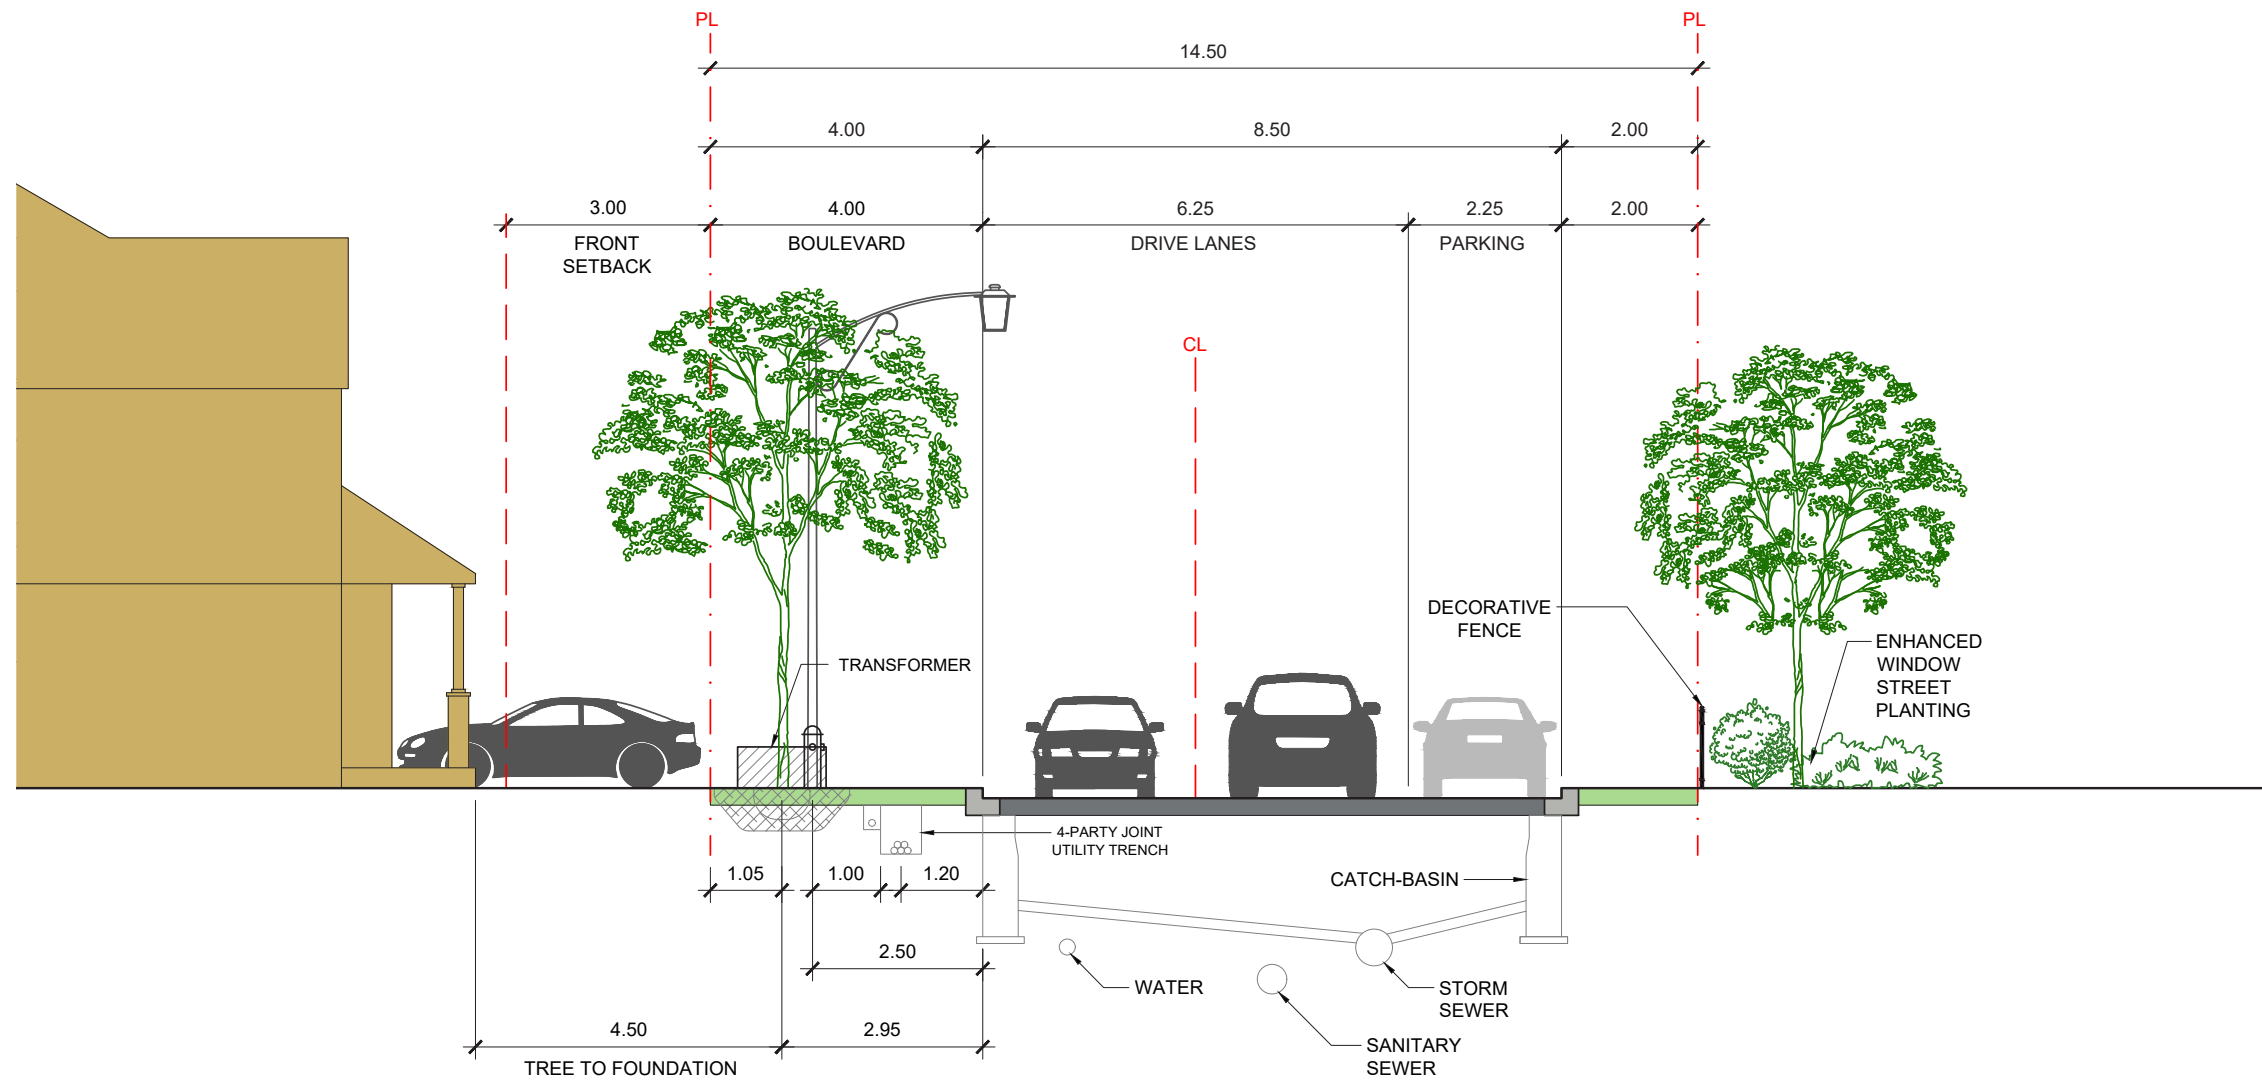 PL
PL
14.50
4.00
8.50
2.00
3.00
4.00
6.25
2.25
2.00
FRONT
SETBACK
BOULEVARD
DRIVE LANES
PARKING
CL
DECORATIVE
FENCE
ENHANCED
WINDOW
STREET
PLANTING
TRANSFORMER
4-PARTY JOINT
UTILITY TRENCH
1.05
1.00
1.20
CATCH-BASIN
2.50
WATER
STORM
SEWER
4.50
2.95
SANITARY
SEWER
TREE TO FOUNDATION